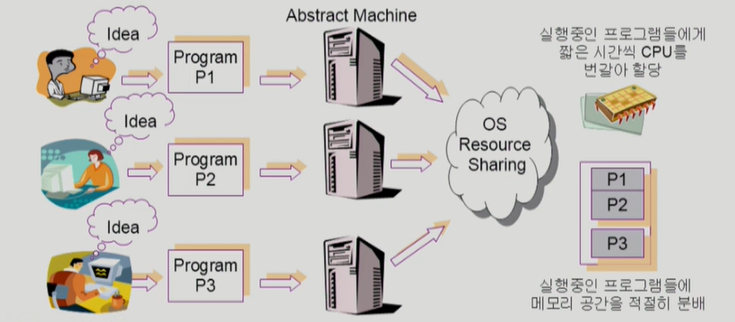 Abstract Machine
Idea
Program
P1
Idea
Program
P2
Idea
Program
P3
OS
Resource
Sharing
실행중인 프로그램들에게
짧은 시간씩 CPU를
번갈아 할당
P1
P2
P3
실행중인 프로그램들에
메모리 공간을 적절히 분배